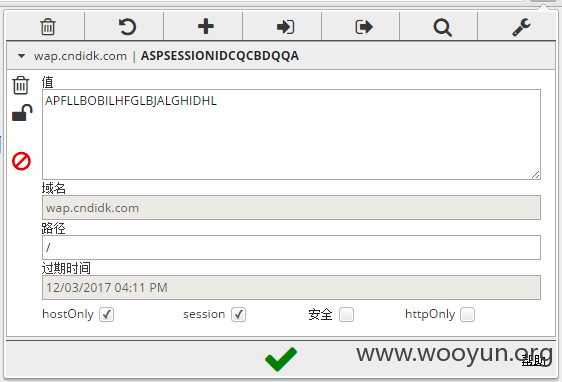 wap.cndidk.com | ASPSESSIONIDCQCBDQQA
值
APFLLBOBILHFGLBJALGHIDHL
域名
wap.cndidk.com
路径
/
过期时间
12/03/2017 04:11 PM
hostOnly session 安全 httpOnly
www.wooyun.org
帮助